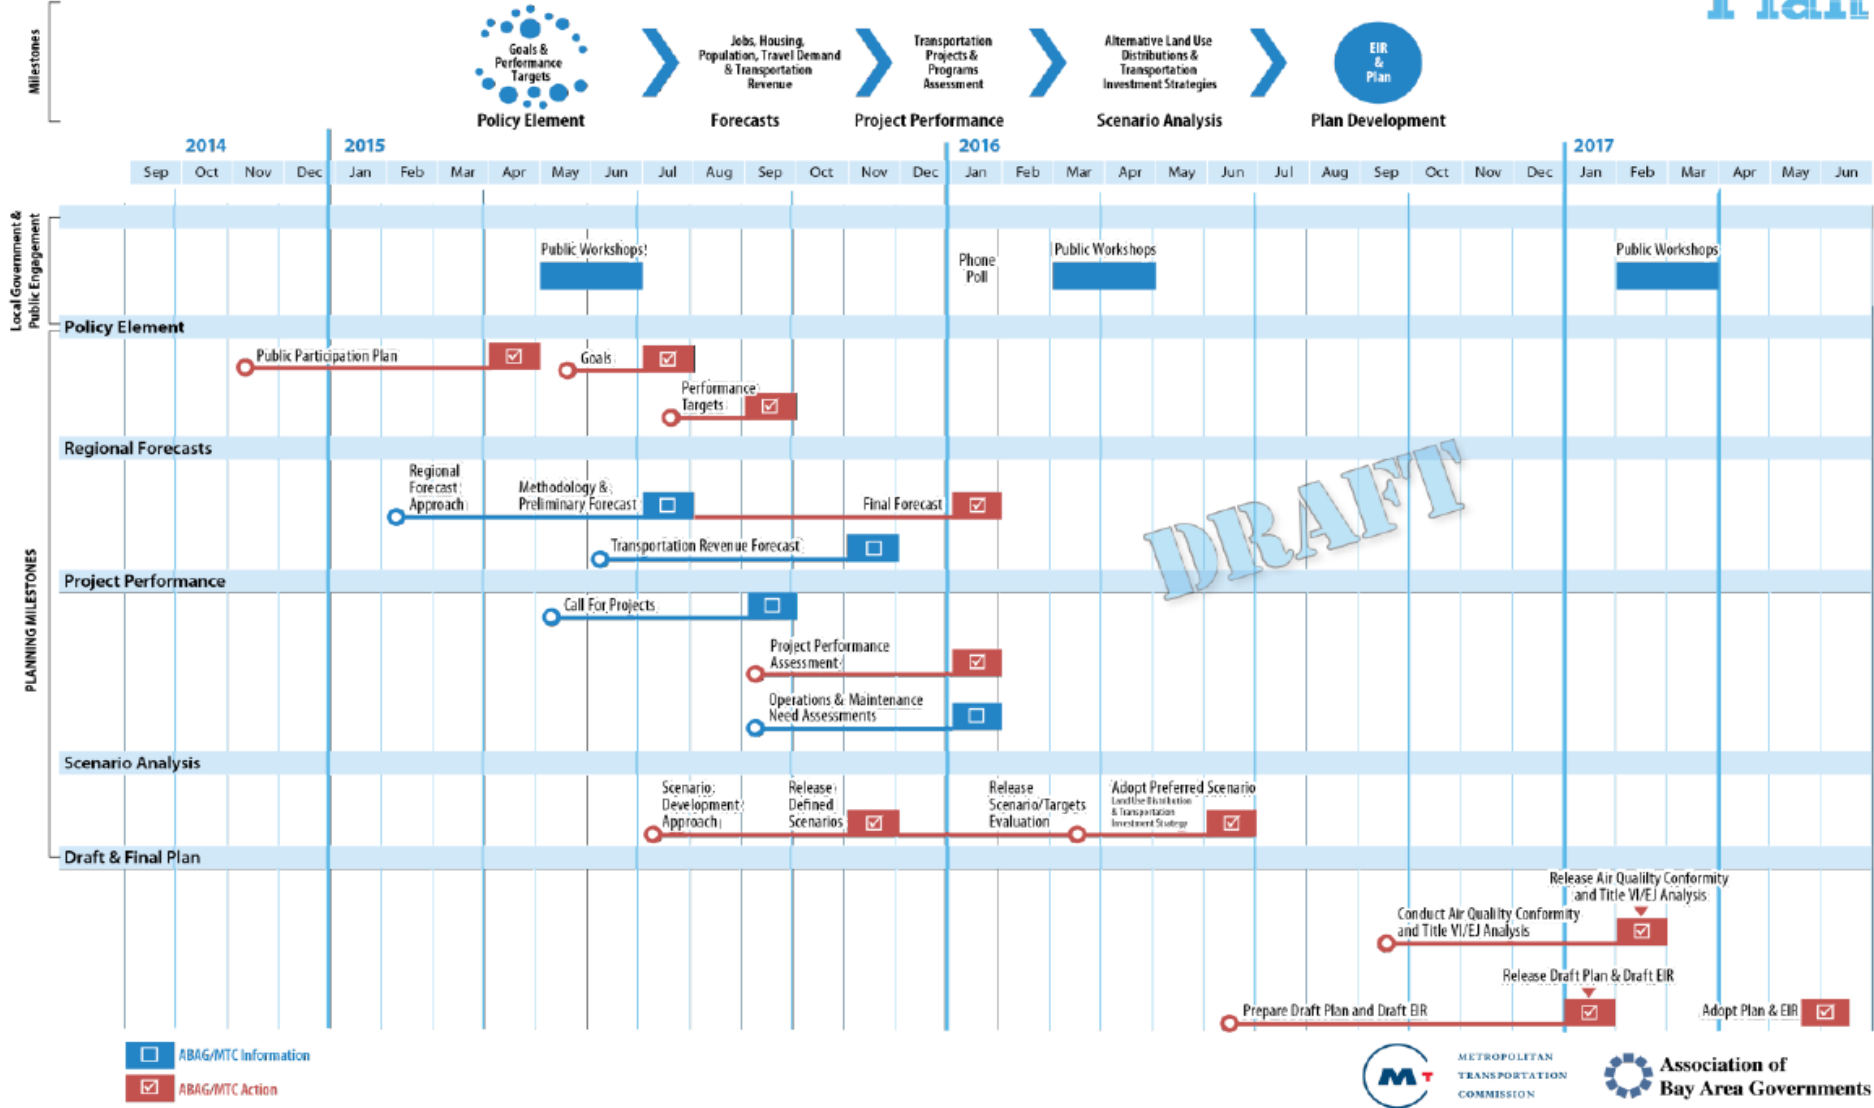 Plan
Milestones
Goals &
Performance
Targets
Policy Element
Jobs, Housing,
Population, Travel Demand
& Transportation
Revenue
Forecasts
Transportation
Projects &
Programs
Assessment
Project Performance
Alternative Land Use
Distributions &
Transportation
Investment Strategies
Scenario Analysis
EIR
&
Plan
Plan Development
2014 2015 2016 2017
Sep Oct Nov Dec Jan Feb Mar Apr May Jun Jul Aug Sep Oct Nov Dec Jan Feb Mar Apr May Jun Jul Aug Sep Oct Nov Dec Jan Feb Mar Apr May Jun
Local Government &
Public Engagement
Public Workshops
Phone
Poll
Public Workshops
Public Workshops
PLANNING MILESTONES
Policy Element
Public Participation Plan
Goals
Performance
Targets
Regional Forecasts
Regional
Forecast
Approach
Methodology &
Preliminary Forecast
Final Forecast
Transportation Revenue Forecast
DRAFT
Project Performance
Call For Projects
Project Performance
Assessment
Operations & Maintenance
Need Assessments
Scenario Analysis
Scenario
Development
Approach
Release
Defined
Scenarios
Release
Scenario/Targets
Evaluation
Adopt Preferred Scenario
Land Use Distribution
& Transportation
Investment Strategy
Draft & Final Plan
Release Air Qualilty Conformity
and Title VI/EJ Analysis
Conduct Air Qualilty Conformity
and Title VI/EJ Analysis
Release Draft Plan & Draft EIR
Prepare Draft Plan and Draft EIR
Adopt Plan & EIR
ABAG/MTC Information
ABAG/MTC Action
MT
METROPOLITAN
TRANSPORTATION
COMMISSION
Association of
Bay Area Governments